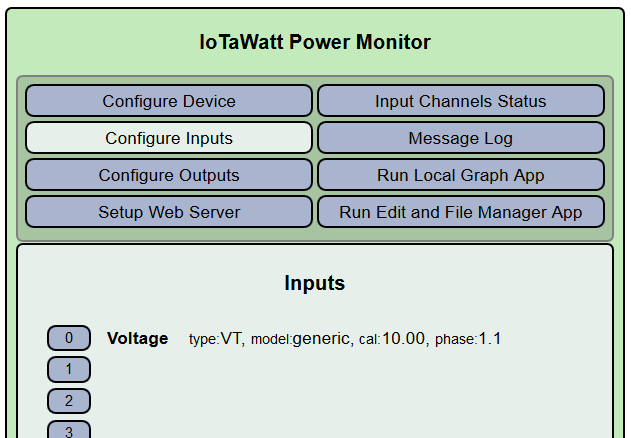 IoTaWatt Power Monitor
Configure Device Input Channels Status
Configure Inputs Message Log
Configure Outputs Run Local Graph App
Setup Web Server Run Edit and File Manager App
Inputs
0 Voltage type:VT, model:generic, cal:10.00, phase:1.1
1
2
3